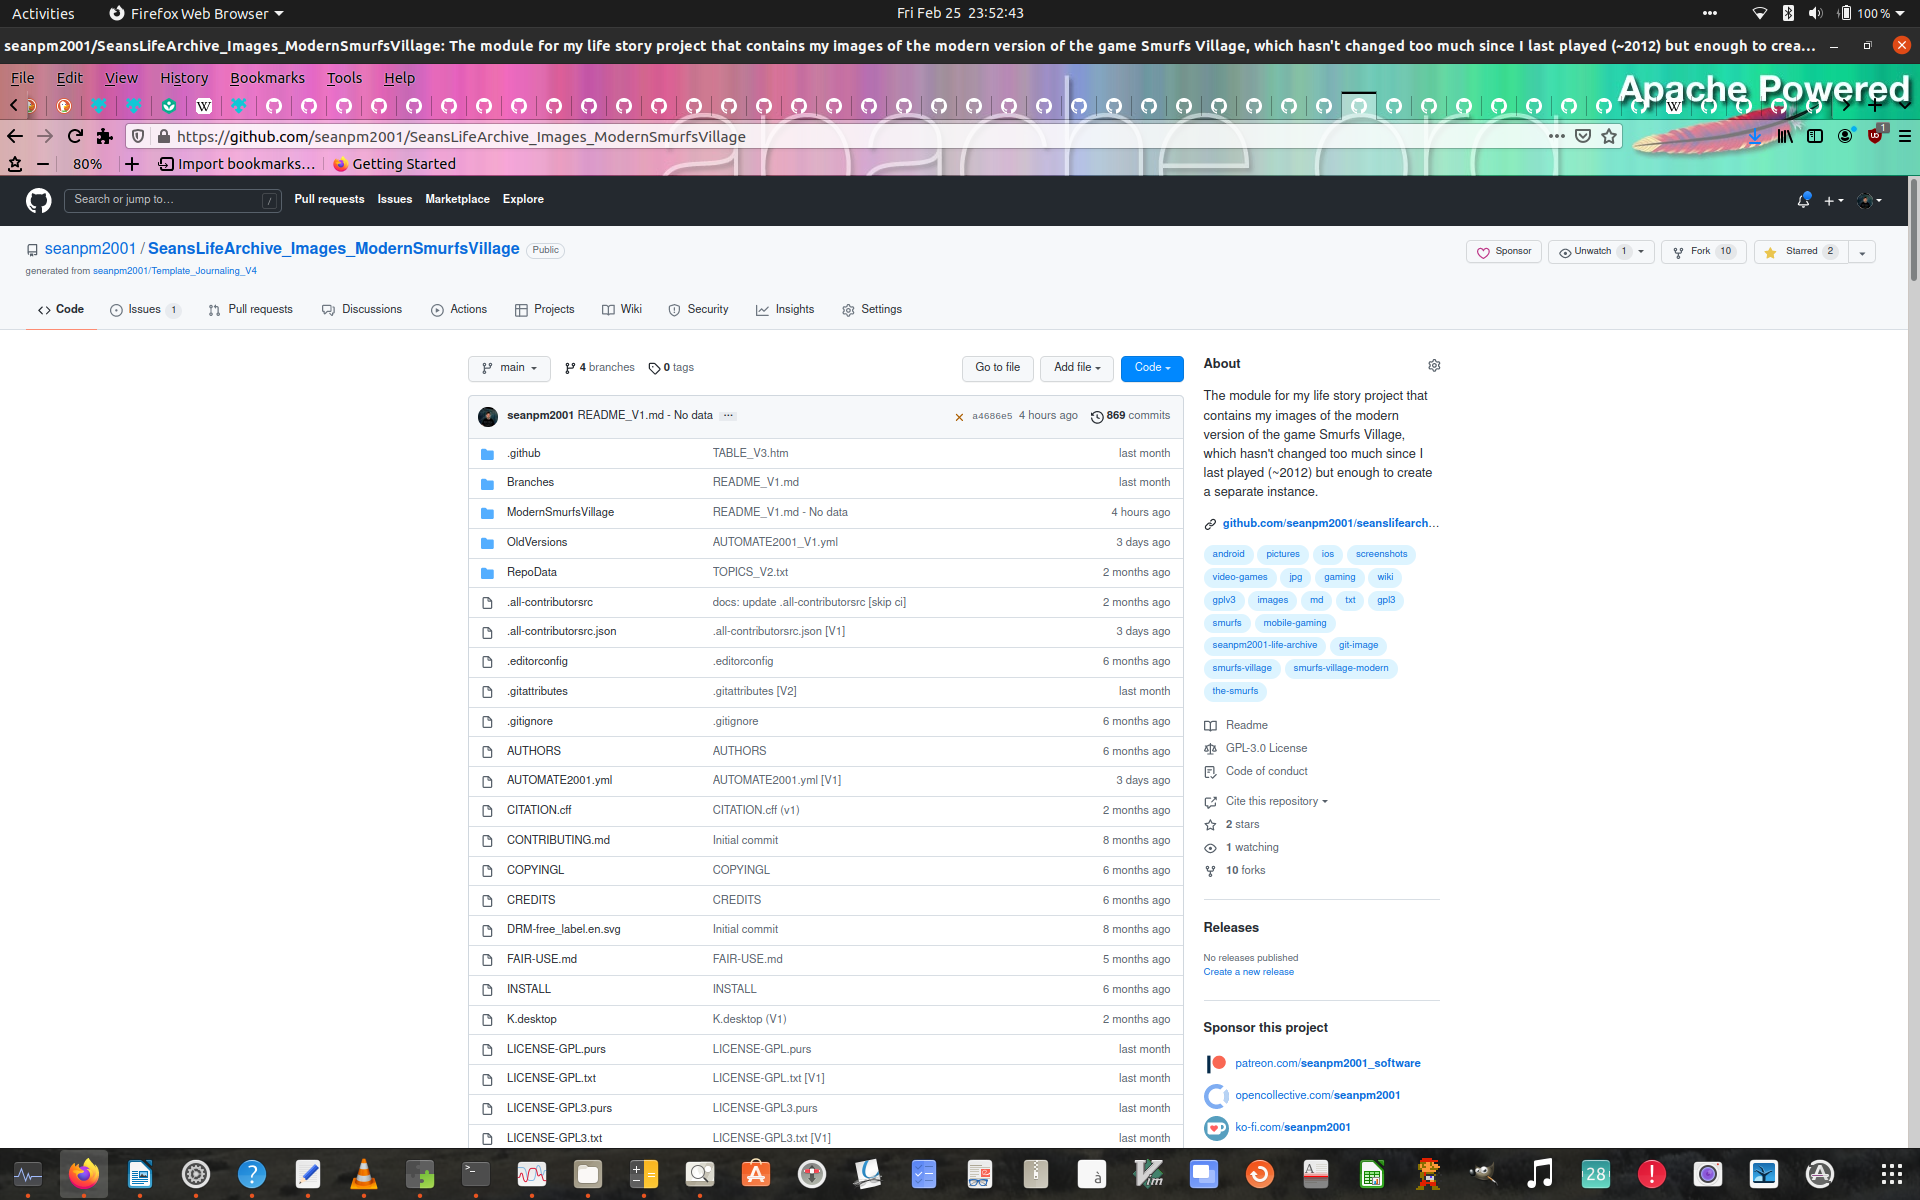 Activities Firefox Web Browser Fri Feb 25 23:52:43 100 %
seanpm2001/SeansLifeArchive_Images_ModernSmurfsVillage: The module for my life story project that contains my images of the modern version of the game Smurfs Village, which hasn't changed too much since I last played (~2012) but enough to crea…
File Edit View History Bookmarks Tools Help
Apache Powered
https://github.com/seanpm2001/SeansLifeArchive_Images_ModernSmurfsVillage
80% Import bookmarks… Getting Started
apache.org
Search or jump to… / Pull requests Issues Marketplace Explore
seanpm2001 / SeansLifeArchive_Images_ModernSmurfsVillage Public
Sponsor Unwatch 1 Fork 10 Starred 2
generated from seanpm2001/Template_Journaling_V4
Code Issues 1 Pull requests Discussions Actions Projects Wiki Security Insights Settings
main 4 branches 0 tags Go to file Add file Code
seanpm2001 README_V1.md - No data ... a4686e5 4 hours ago 869 commits
.github TABLE_V3.htm last month
Branches README_V1.md last month
ModernSmurfsVillage README_V1.md - No data 4 hours ago
OldVersions AUTOMATE2001_V1.yml 3 days ago
RepoData TOPICS_V2.txt 2 months ago
.all-contributorsrc docs: update .all-contributorsrc [skip ci] 2 months ago
.all-contributorsrc.json .all-contributorsrc.json [V1] 3 days ago
.editorconfig .editorconfig 6 months ago
.gitattributes .gitattributes [V2] last month
.gitignore .gitignore 6 months ago
AUTHORS AUTHORS 6 months ago
AUTOMATE2001.yml AUTOMATE2001.yml [V1] 3 days ago
CITATION.cff CITATION.cff (v1) 2 months ago
CONTRIBUTING.md Initial commit 8 months ago
COPYINGL COPYINGL 6 months ago
CREDITS CREDITS 6 months ago
DRM-free_label.en.svg Initial commit 8 months ago
FAIR-USE.md FAIR-USE.md 5 months ago
INSTALL INSTALL 6 months ago
K.desktop K.desktop (V1) 2 months ago
LICENSE-GPL.purs LICENSE-GPL.purs last month
LICENSE-GPL.txt LICENSE-GPL.txt [V1] last month
LICENSE-GPL3.purs LICENSE-GPL3.purs last month
LICENSE-GPL3.txt LICENSE-GPL3.txt [V1] last month
About
The module for my life story project that
contains my images of the modern
version of the game Smurfs Village,
which hasn't changed too much since I
last played (~2012) but enough to create
a separate instance.
github.com/seanpm2001/seanslifearch…
android pictures ios screenshots
video-games jpg gaming wiki
gplv3 images md txt gpl3
smurfs mobile-gaming
seanpm2001-life-archive git-image
smurfs-village smurfs-village-modern
the-smurfs
Readme
GPL-3.0 License
Code of conduct
Cite this repository
2 stars
1 watching
10 forks
Releases
No releases published
Create a new release
Sponsor this project
patreon.com/seanpm2001_software
opencollective.com/seanpm2001
ko-fi.com/seanpm2001
28